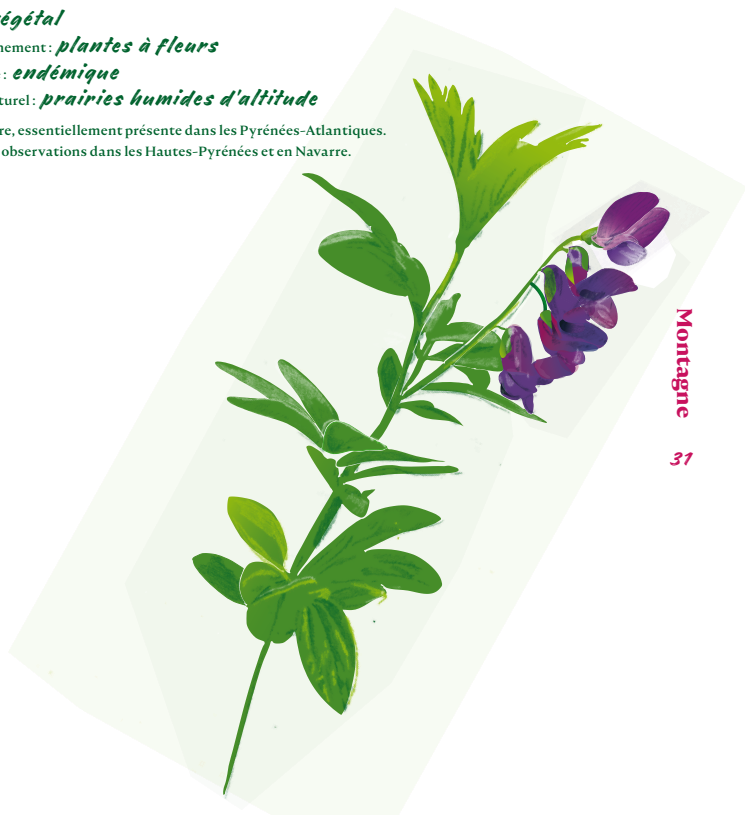 égétal
nement : plantes à fleurs
: endémique
turel : prairies humides d'altitude
re, essentiellement présente dans les Pyrénées-Atlantiques.
observations dans les Hautes-Pyrénées et en Navarre.
Montagne
31